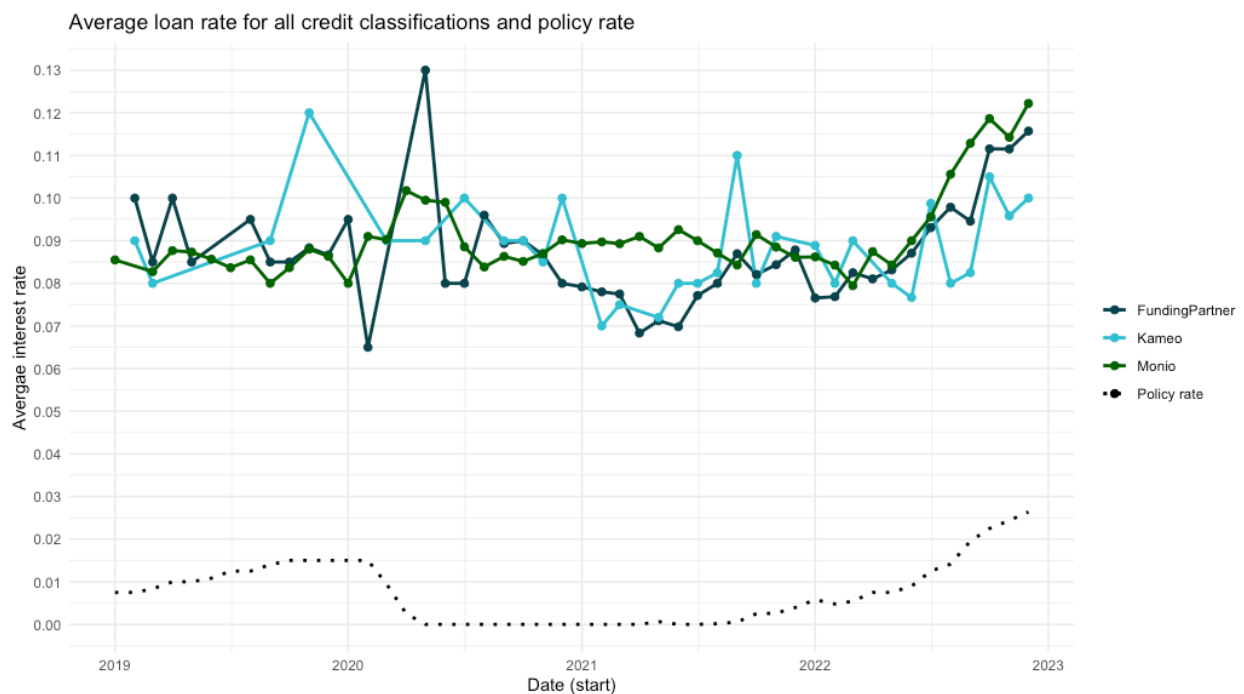 Average loan rate for all credit classifications and policy rate
Avergae interest rate
0.13
0.12
0.11
0.10
0.09
0.08
0.07
0.06
0.05
0.04
0.03
0.02
0.01
0.00
2019
2020
2021
2022
2023
Date (start)
FundingPartner
Kameo
Monio
Policy rate